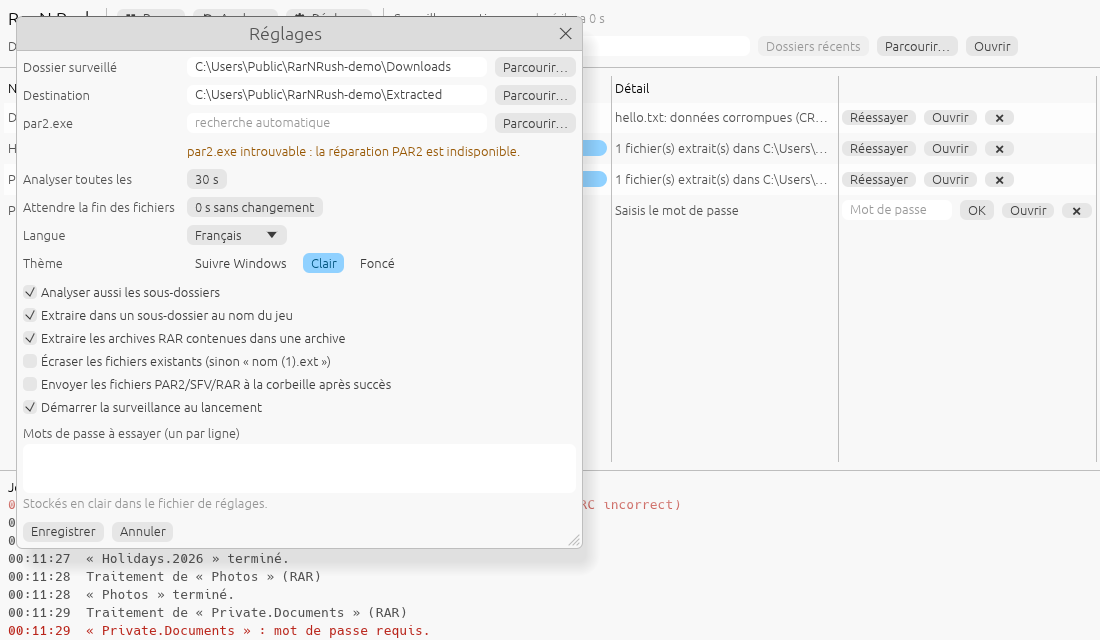 Réglages
a 0 s
Dossiers récents Parcourir... Ouvrir
Dossier surveillé C:\Users\Public\RarNRush-demo\Downloads Parcourir...
Destination C:\Users\Public\RarNRush-demo\Extracted Parcourir...
par2.exe recherche automatique Parcourir...
par2.exe introuvable : la réparation PAR2 est indisponible.
Analyser toutes les 30 s
Attendre la fin des fichiers 0 s sans changement
Langue Français
Thème Suivre Windows Clair Foncé
Analyser aussi les sous-dossiers
Extraire dans un sous-dossier au nom du jeu
Extraire les archives RAR contenues dans une archive
Écraser les fichiers existants (sinon « nom (1).ext »)
Envoyer les fichiers PAR2/SFV/RAR à la corbeille après succès
Démarrer la surveillance au lancement
Mots de passe à essayer (un par ligne)
Stockés en clair dans le fichier de réglages.
Enregistrer Annuler
Détail
hello.txt: données corrompues (CR... Réessayer Ouvrir ×
1 fichier(s) extrait(s) dans C:\Users\... Réessayer Ouvrir ×
1 fichier(s) extrait(s) dans C:\Users\... Réessayer Ouvrir ×
Saisis le mot de passe Mot de passe OK Ouvrir ×
RC incorrect)
00:11:27 « Holidays.2026 » terminé.
00:11:28 Traitement de « Photos » (RAR)
00:11:28 « Photos » terminé.
00:11:29 Traitement de « Private.Documents » (RAR)
00:11:29 « Private.Documents » : mot de passe requis.